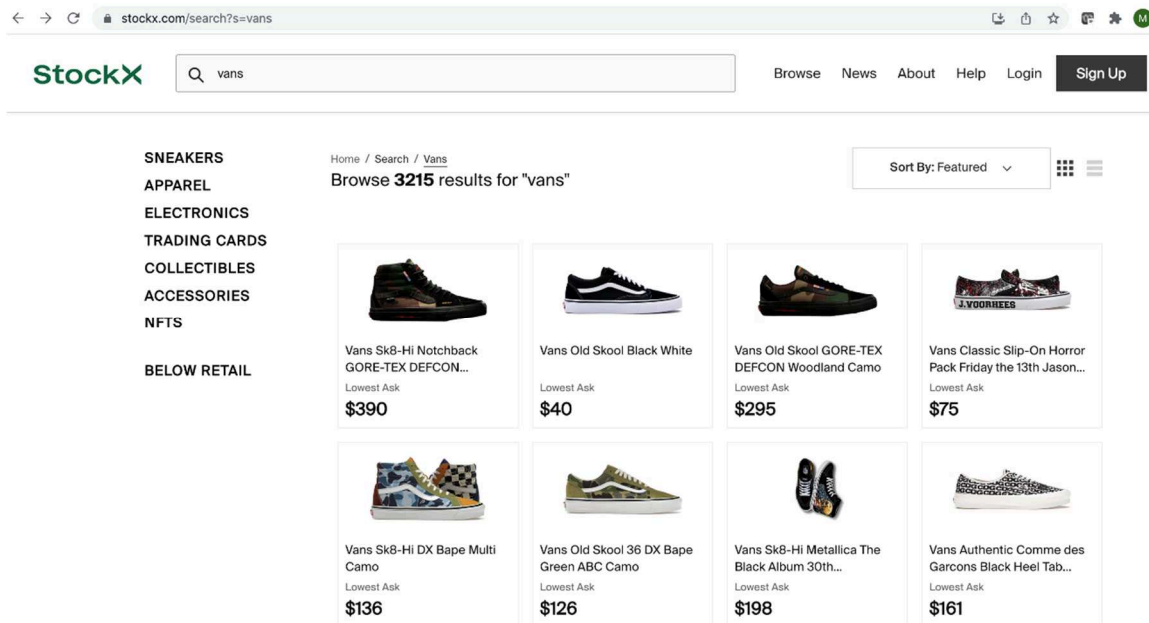 stockx.com/search?s=vans
M
StockX
vans
Browse News About Help Login Sign Up
SNEAKERS
APPAREL
ELECTRONICS
TRADING CARDS
COLLECTIBLES
ACCESSORIES
NFTS
BELOW RETAIL
Home / Search / Vans
Browse 3215 results for "vans"
Sort By: Featured
J.VOORHEES
Vans Sk8-Hi Notchback
GORE-TEX DEFCON...
Lowest Ask
$390
Vans Old Skool Black White
Lowest Ask
$40
Vans Old Skool GORE-TEX
DEFCON Woodland Camo
Lowest Ask
$295
Vans Classic Slip-On Horror
Pack Friday the 13th Jason...
Lowest Ask
$75
Vans Sk8-Hi DX Bape Multi
Camo
Lowest Ask
$136
Vans Old Skool 36 DX Bape
Green ABC Camo
Lowest Ask
$126
Vans Sk8-Hi Metallica The
Black Album 30th...
Lowest Ask
$198
Vans Authentic Comme des
Garcons Black Heel Tab...
Lowest Ask
$161